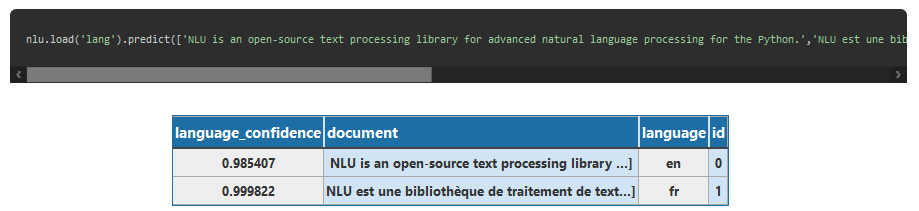 nlu.load('lang').predict(['NLU is an open-source text processing library for advanced natural language processing for the Python.','NLU est une bib
language_confidence document language id
0.985407 NLU is an open-source text processing library ...] en 0
0.999822 NLU est une bibliothèque de traitement de text...] fr 1